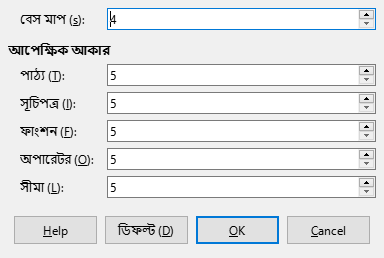 বেস মাপ (s): 4
আপেক্ষিক আকার
পাঠ্য (T): 5
সূচিপত্র (I): 5
ফাংশন (F): 5
অপারেটর (O): 5
সীমা (L): 5
Help ডিফল্ট (D) OK Cancel